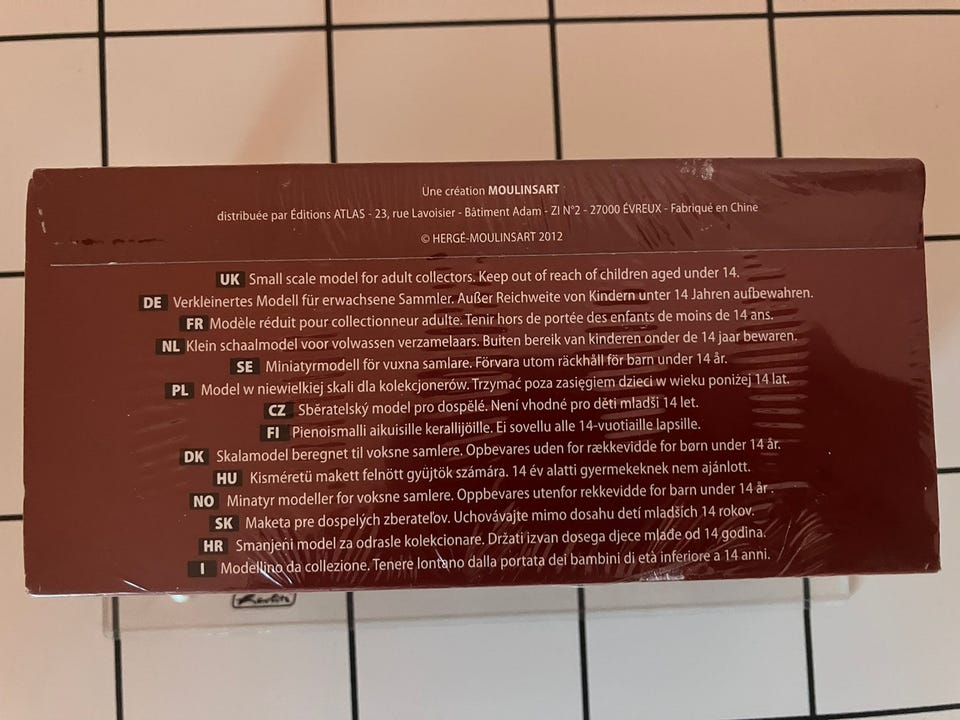 Une création MOULINSART
distribuée par Éditions ATLAS - 23, rue Lavoisier - Bâtiment Adam - ZI N°2 - 27000 ÉVREUX - Fabriqué en Chine
© HERGÉ-MOULINSART 2012
UK Small scale model for adult collectors. Keep out of reach of children aged under 14.
DE Verkleinertes Modell für erwachsene Sammler. Außer Reichweite von Kindern unter 14 Jahren aufbewahren.
FR Modèle réduit pour collectionneur adulte. Tenir hors de portée des enfants de moins de 14 ans.
NL Klein schaalmodel voor volwassen verzamelaars. Buiten bereik van kinderen onder de 14 jaar bewaren.
SE Miniatyrmodell för vuxna samlare. Förvara utom räckhåll för barn under 14 år.
PL Model w niewielkiej skali dla kolekcjonerów. Trzymać poza zasięgiem dzieci w wieku poniżej 14 lat.
CZ Sběratelský model pro dospělé. Není vhodné pro děti mladši 14 let.
FI Pienoismalli aikuisille kerallijöille. Ei sovellu alle 14-vuotiaille lapsille.
DK Skalamodel beregnet til voksne samlere. Opbevares uden for rækkevidde for børn under 14 år.
HU Kisméretü makett felnött gyüjtök számára. 14 év alatti gyermekeknek nem ajánlott.
NO Minatyr modeller for voksne samlere. Oppbevares utenfor rekkevidde for barn under 14 år.
SK Maketa pre dospelých zberateľov. Uchovávajte mimo dosahu detí mladších 14 rokov.
HR Smanjeni model za odrasle kolekcionare. Držati izvan dosega djece mlađe od 14 godina.
I Modellino da collezione. Tenere lontano dalla portata dei bambini di età inferiore a 14 anni.